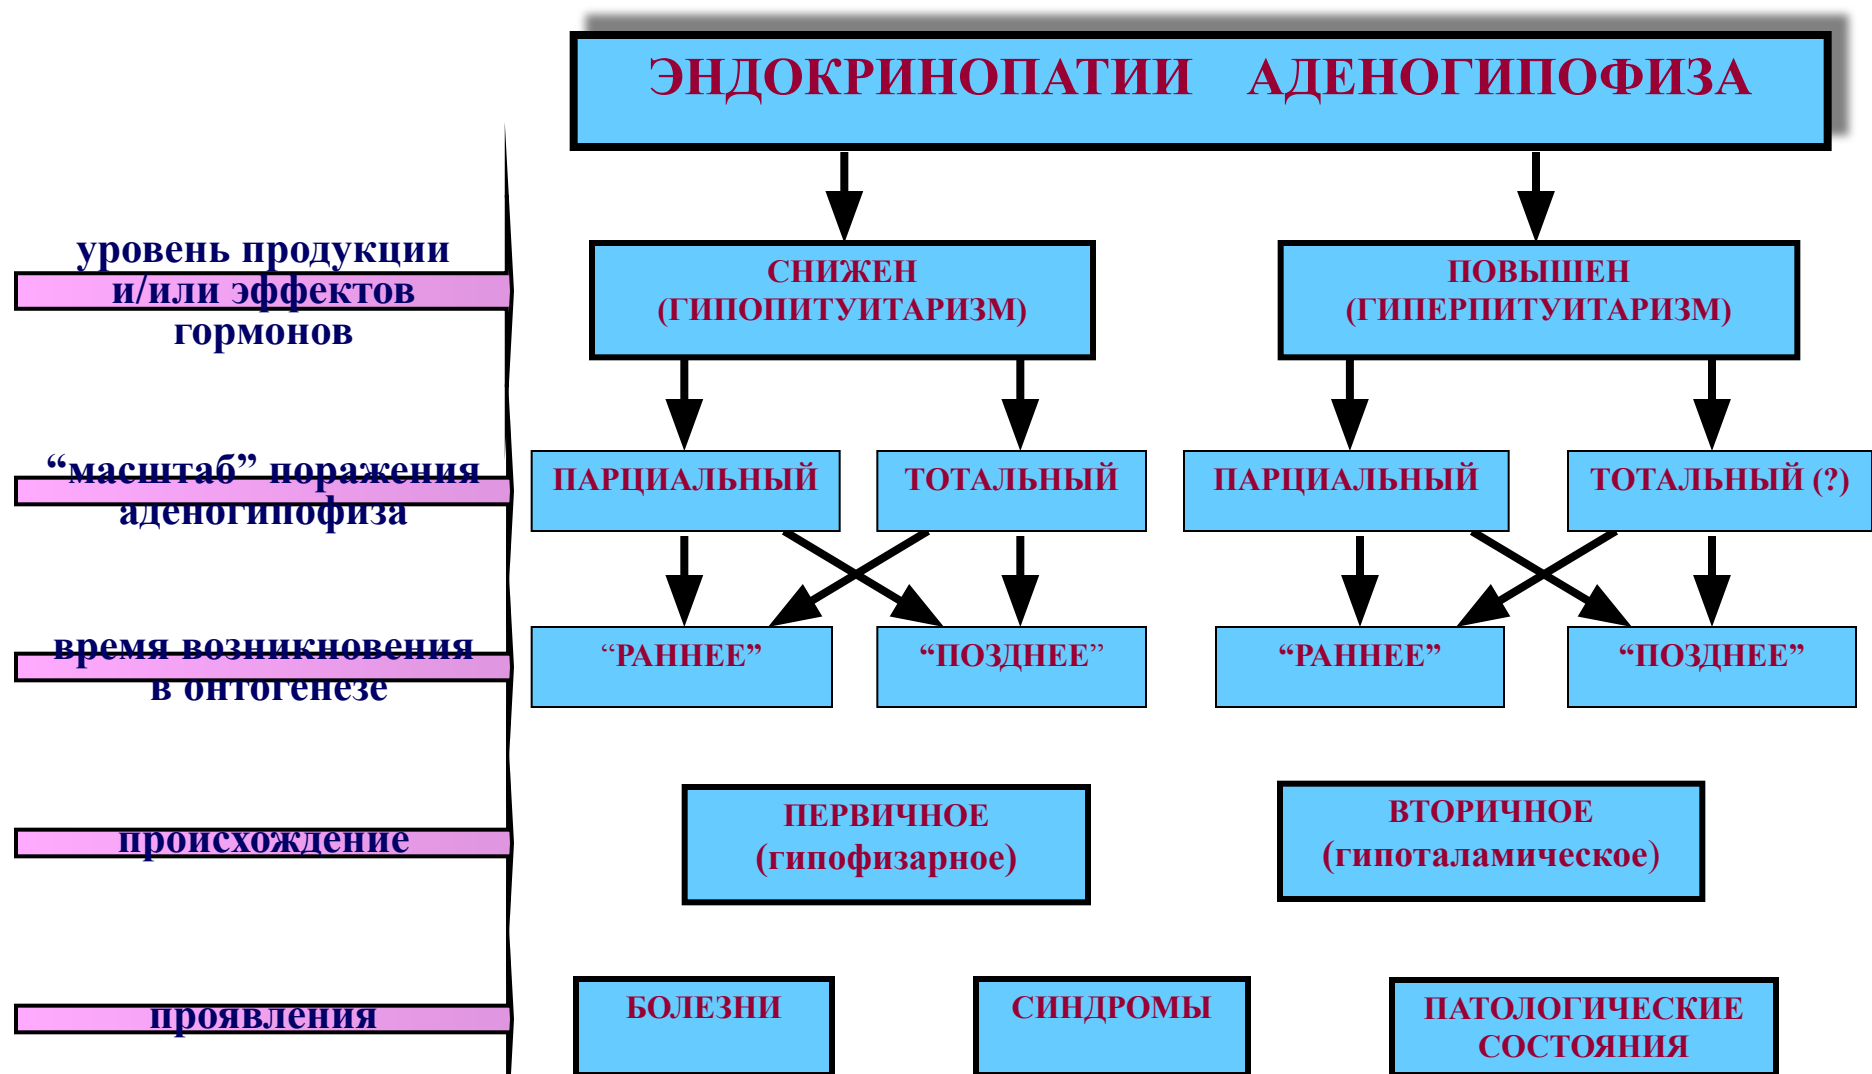 ЭНДОКРИНОПАТИИ АДЕНОГИПОФИЗА
уровень продукции
и/или эффектов
гормонов
СНИЖЕН
(ГИПОПИТУИТАРИЗМ)
ПОВЫШЕН
(ГИПЕРПИТУИТАРИЗМ)
“масштаб” поражения
аденогипофиза
ПАРЦИАЛЬНЫЙ
ТОТАЛЬНЫЙ
ПАРЦИАЛЬНЫЙ
ТОТАЛЬНЫЙ (?)
время возникновения
в онтогенезе
“РАННЕЕ”
“ПОЗДНЕЕ”
“РАННЕЕ”
“ПОЗДНЕЕ”
происхождение
ПЕРВИЧНОЕ
(гипофизарное)
ВТОРИЧНОЕ
(гипоталамическое)
проявления
БОЛЕЗНИ
СИНДРОМЫ
ПАТОЛОГИЧЕСКИЕ
СОСТОЯНИЯ